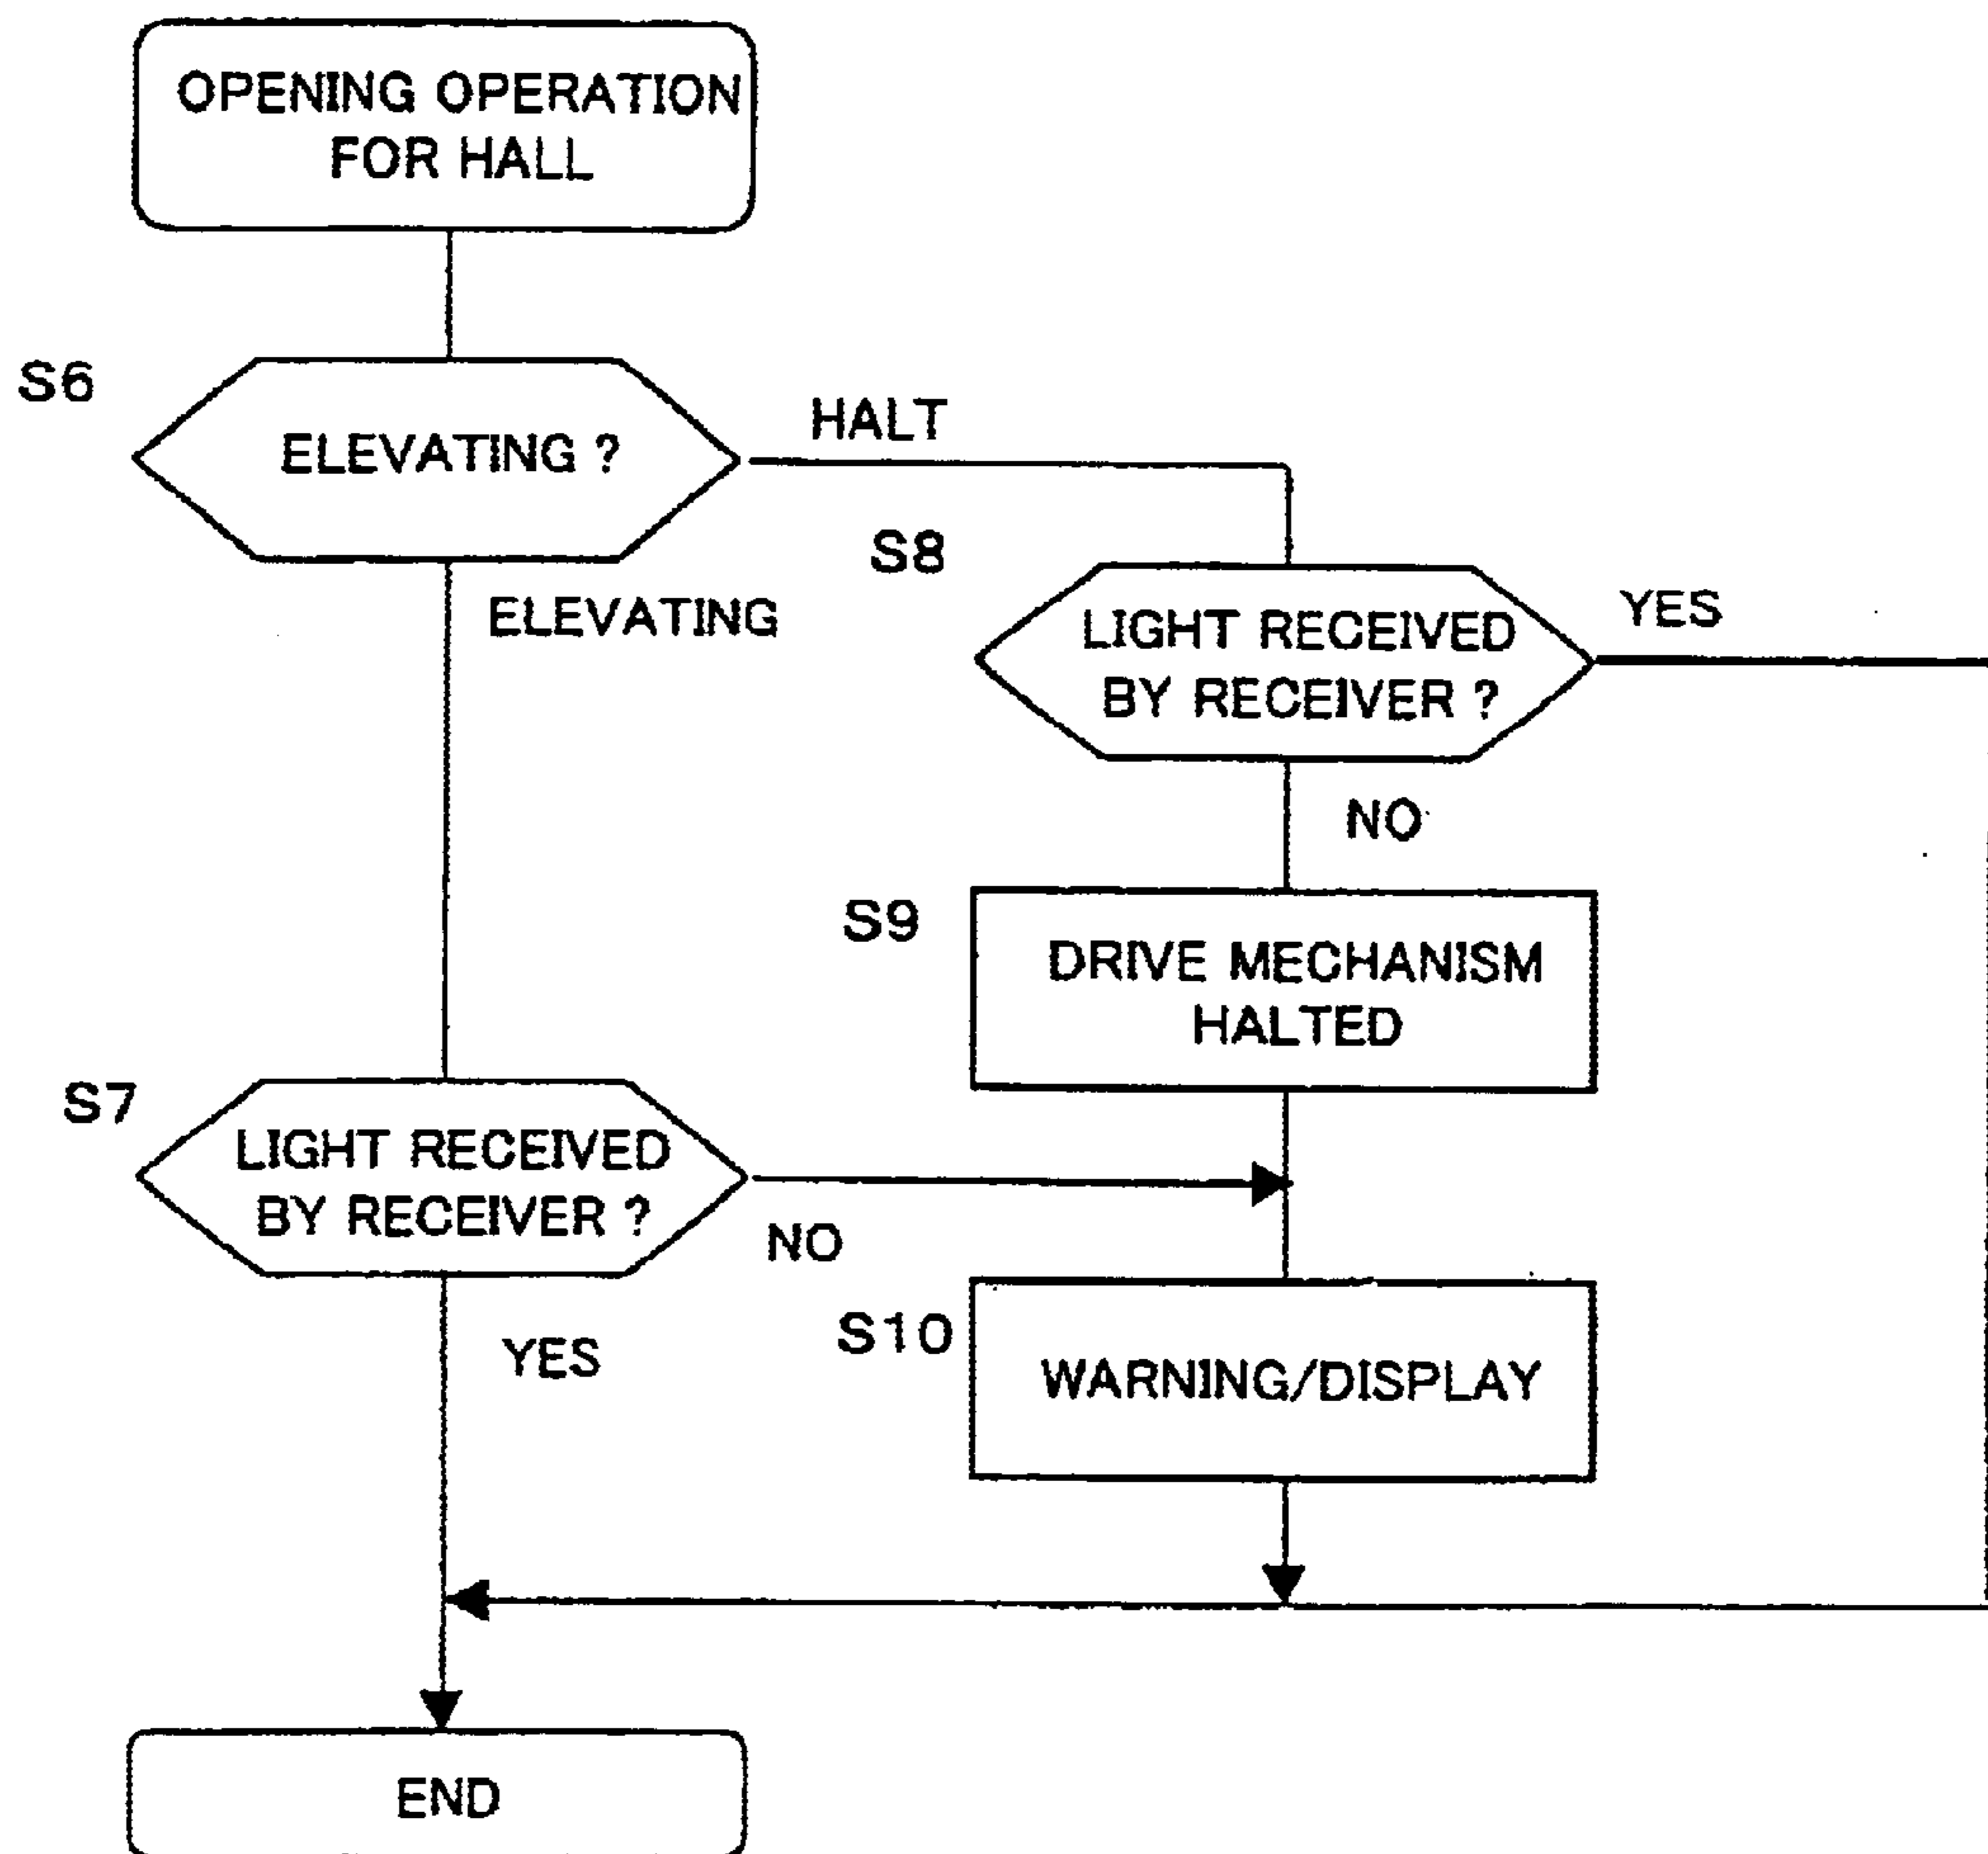 OPENING OPERATION
FOR HALL
S6
ELEVATING ?
HALT
ELEVATING
S8
LIGHT RECEIVED
BY RECEIVER ?
YES
NO
S9
DRIVE MECHANISM
HALTED
S7
LIGHT RECEIVED
BY RECEIVER ?
NO
YES
S10
WARNING/DISPLAY
END